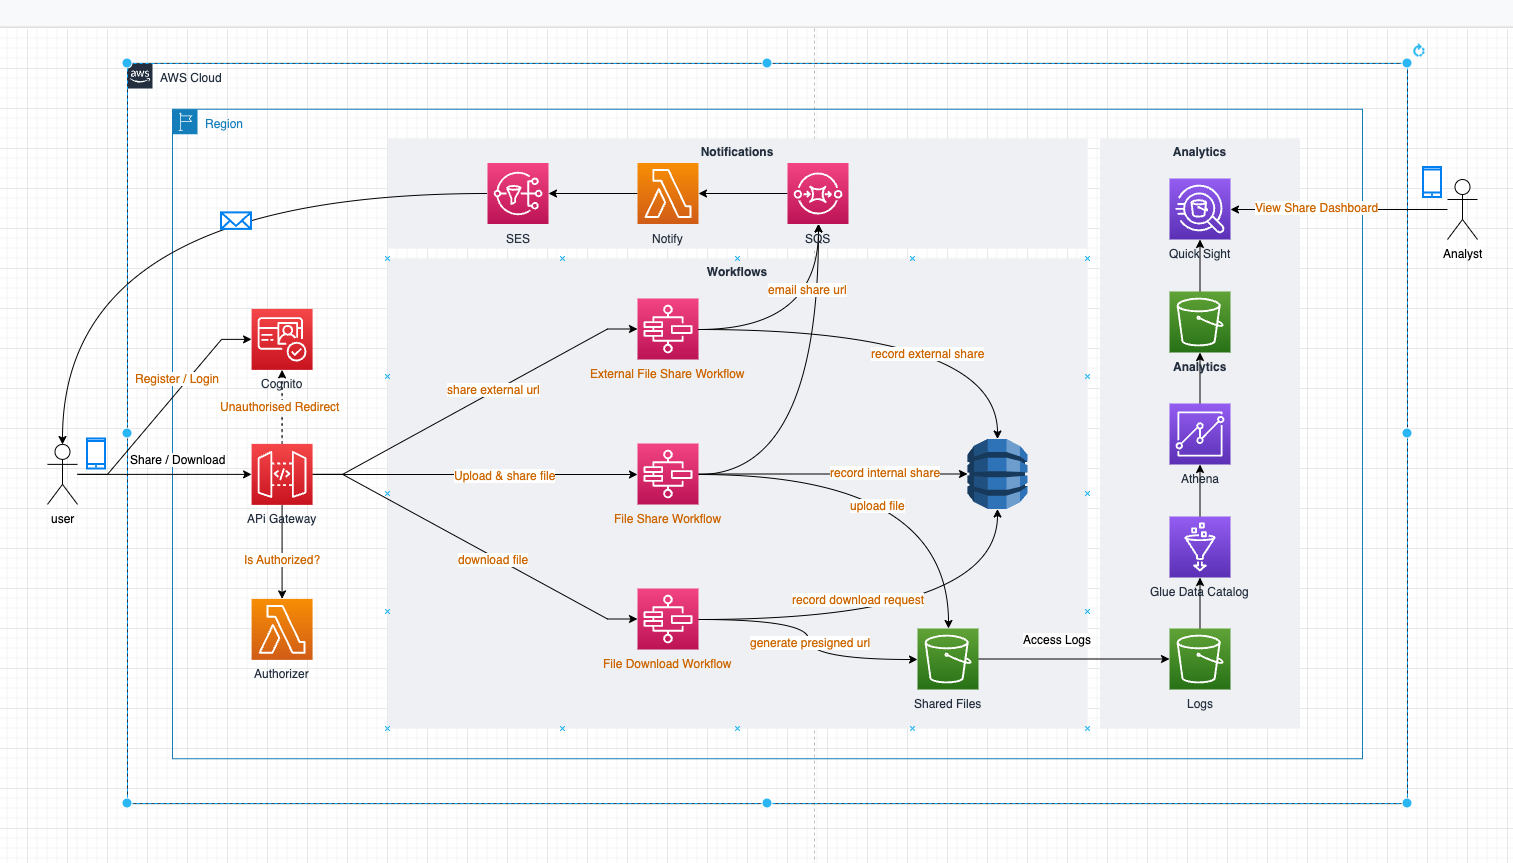 aws
AWS Cloud
Region
Notifications
SES
Notify
SQS
Analytics
Quick Sight
View Share Dashboard
Analyst
Workflows
email share url
External File Share Workflow
record external share
share external url
Register / Login
Cognito
Unauthorised Redirect
Analytics
Share / Download
user
APi Gateway
Upload & share file
File Share Workflow
record internal share
upload file
Athena
Is Authorized?
download file
Authorizer
record download request
generate presigned url
File Download Workflow
Glue Data Catalog
Access Logs
Shared Files
Logs